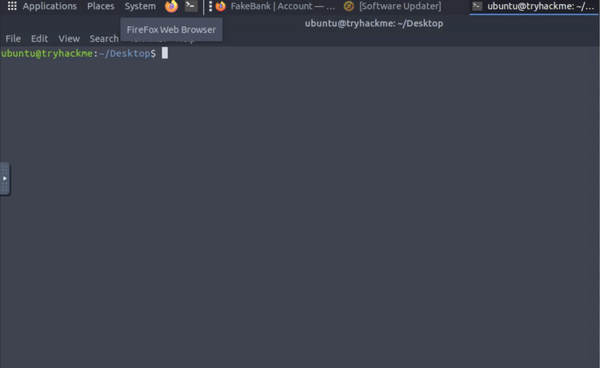 Applications Places System FakeBank | Account — ... [Software Updater] ubuntu@tryhackme: ~/...
FireFox Web Browser
ubuntu@tryhackme: ~/Desktop
File Edit View Search
ubuntu@tryhackme:~/Desktop$